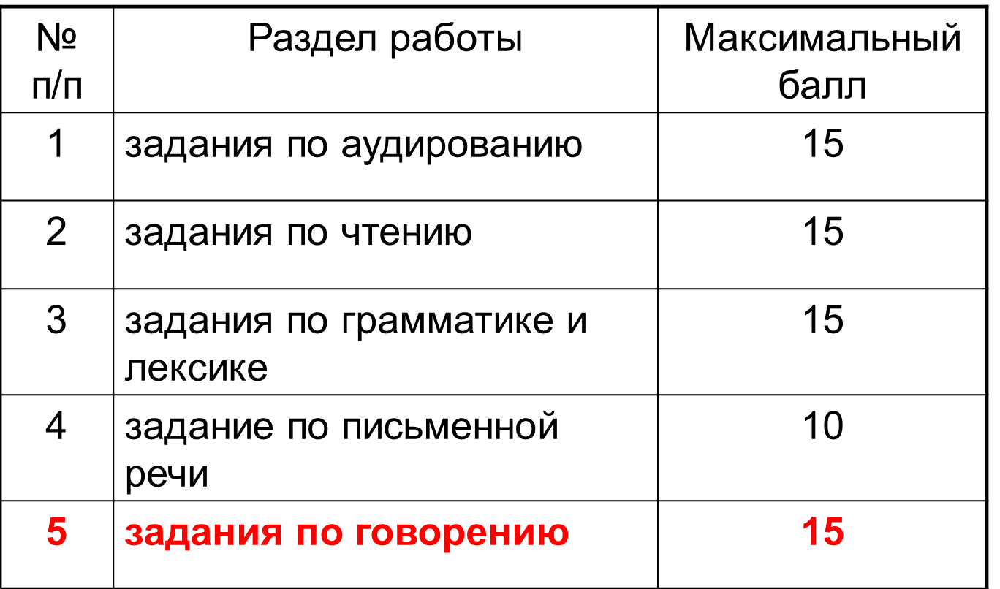 № п/п Раздел работы Максимальный балл
1 задания по аудированию 15
2 задания по чтению 15
3 задания по грамматике и 15
лексике
4 задание по письменной 10
речи
5 задания по говорению 15